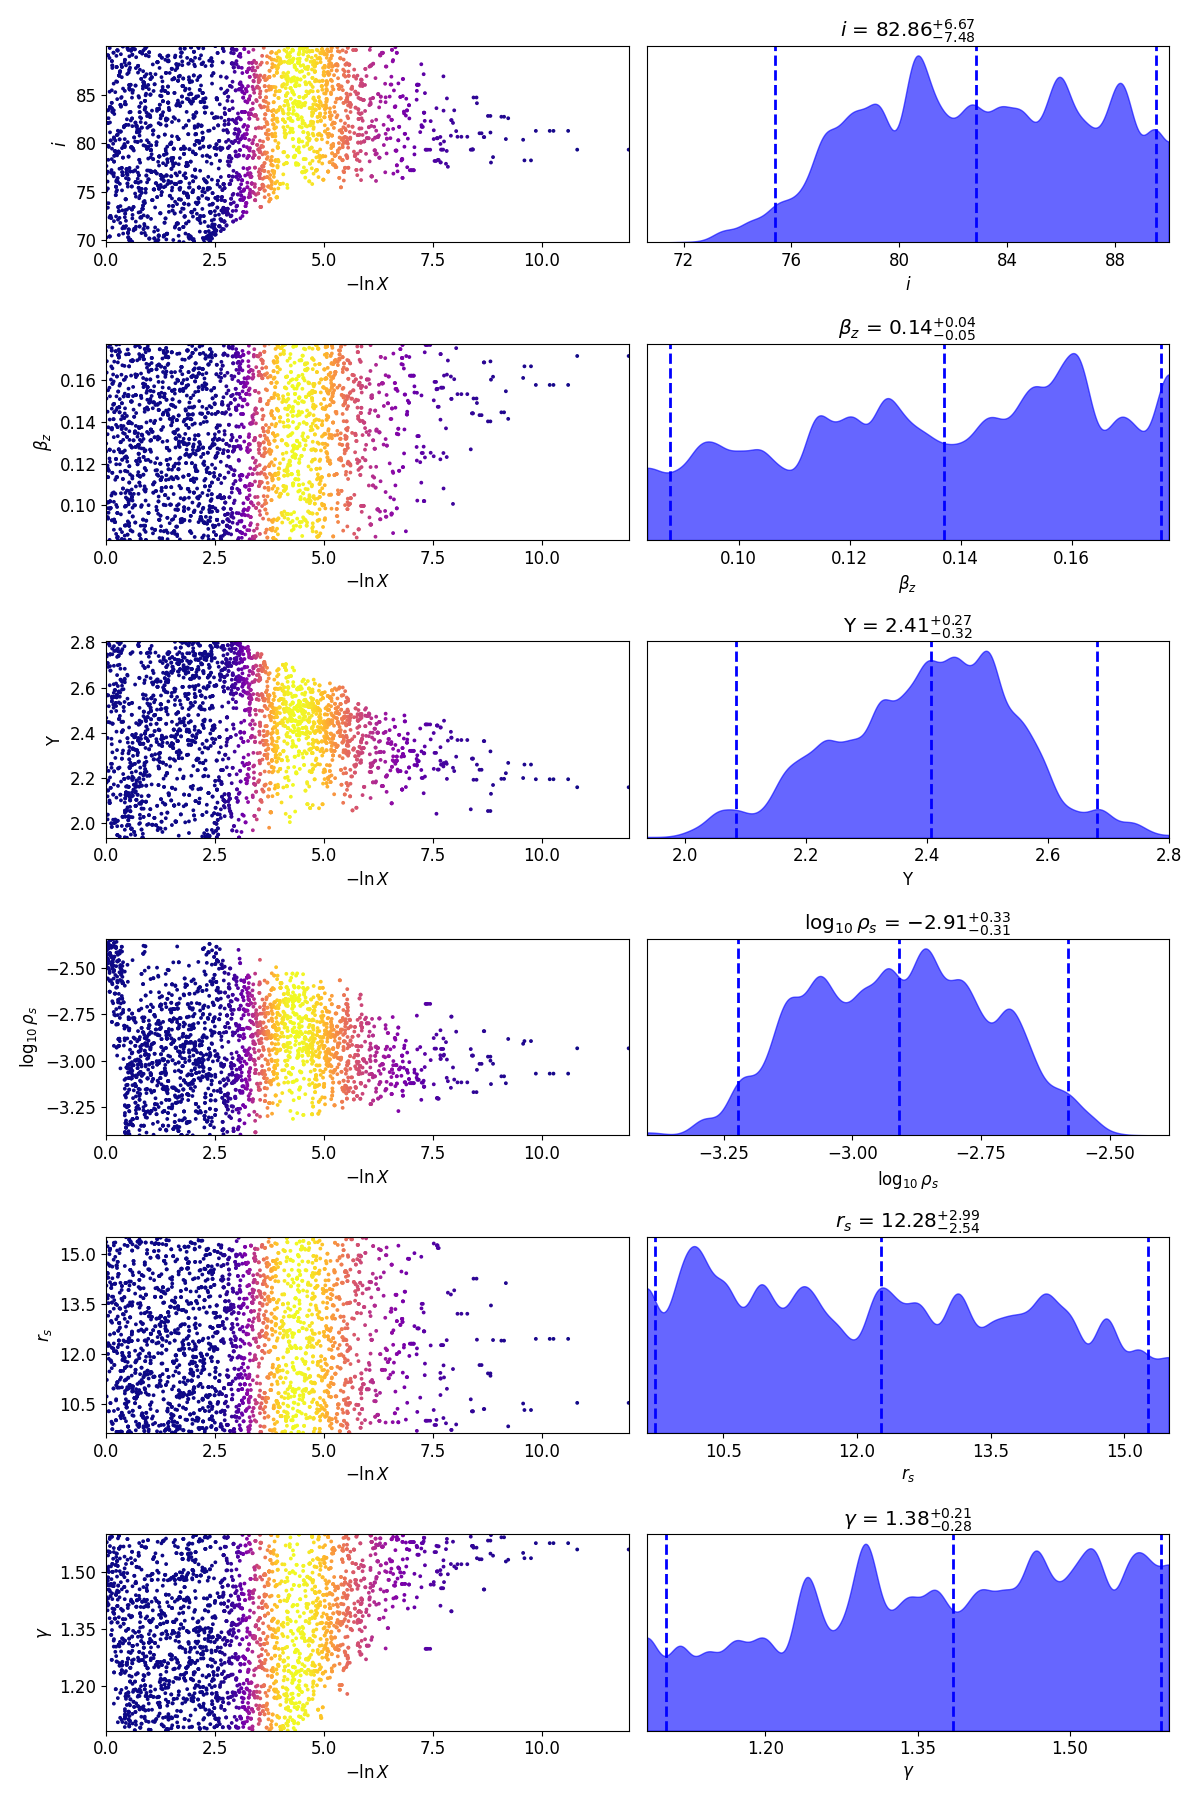 i = 82.86+6.67−7.48
85
80
75
70
i
0.0 2.5 5.0 7.5 10.0
−ln X
72 76 80 84 88
i
βz = 0.14+0.04−0.05
0.16
0.14
0.12
0.10
βz
0.0 2.5 5.0 7.5 10.0
−ln X
0.10 0.12 0.14 0.16
βz
Y = 2.41+0.27−0.32
2.8
2.6
2.4
2.2
2.0
Y
0.0 2.5 5.0 7.5 10.0
−ln X
2.0 2.2 2.4 2.6 2.8
Y
log10 ρs = −2.91+0.33−0.31
−2.50
−2.75
−3.00
−3.25
log10 ρs
0.0 2.5 5.0 7.5 10.0
−ln X
−3.25 −3.00 −2.75 −2.50
log10 ρs
rs = 12.28+2.99−2.54
15.0
13.5
12.0
10.5
rs
0.0 2.5 5.0 7.5 10.0
−ln X
10.5 12.0 13.5 15.0
rs
γ = 1.38+0.21−0.28
1.50
1.35
1.20
γ
0.0 2.5 5.0 7.5 10.0
−ln X
1.20 1.35 1.50
γ